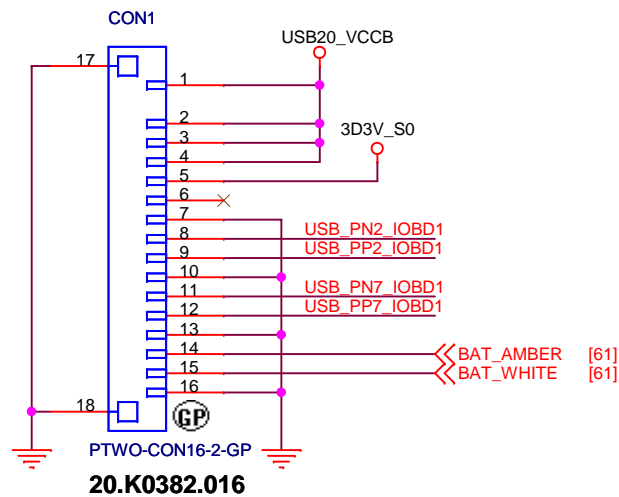 CON1
USB20_VCCB
17
1
3D3V_S0
2
3
4
5
6
7
8 USB_PN2_IOBD1
9 USB_PP2_IOBD1
10
11 USB_PN7_IOBD1
12 USB_PP7_IOBD1
13
14 BAT_AMBER [61]
15 BAT_WHITE [61]
16
18
GP
PTWO-CON16-2-GP
20.K0382.016